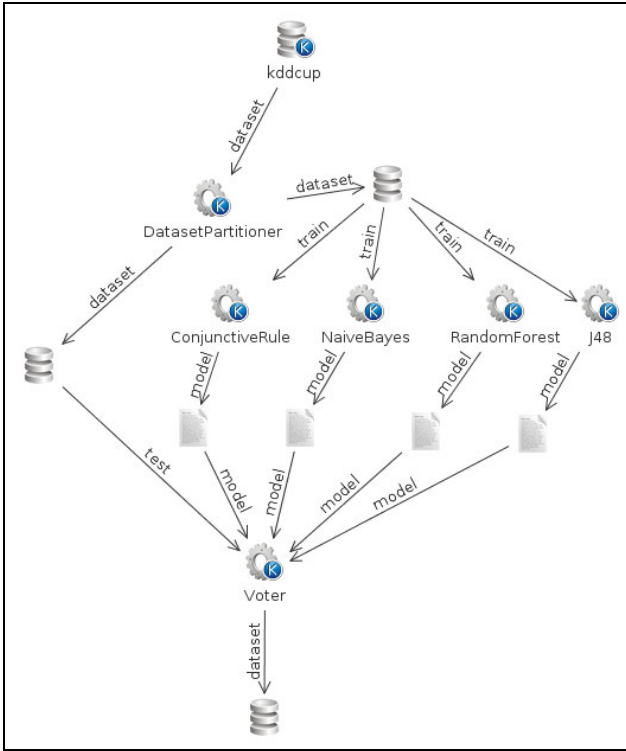 kddcup
dataset
dataset
DatasetPartitioner
train
train
train
train
dataset
ConjunctiveRule
NaiveBayes
RandomForest
J48
model
model
model
model
test
model
model
model
model
Voter
dataset